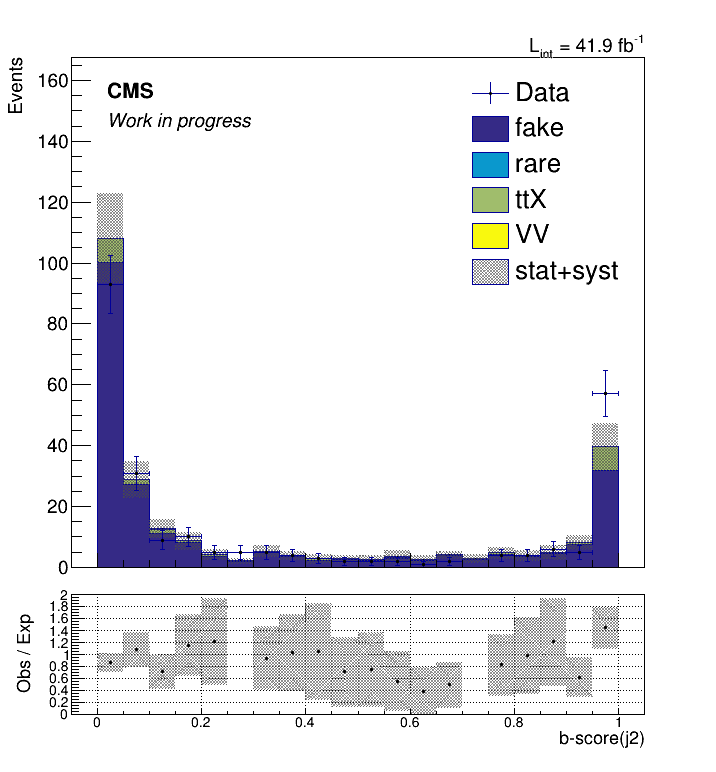 L_int = 41.9 fb^-1
Events
160
140
120
100
80
60
40
20
0
CMS
Work in progress
Data
fake
rare
ttX
VV
stat+syst
Obs / Exp
2
1.8
1.6
1.4
1.2
1
0.8
0.6
0.4
0.2
0
0 0.2 0.4 0.6 0.8 1
b-score(j2)